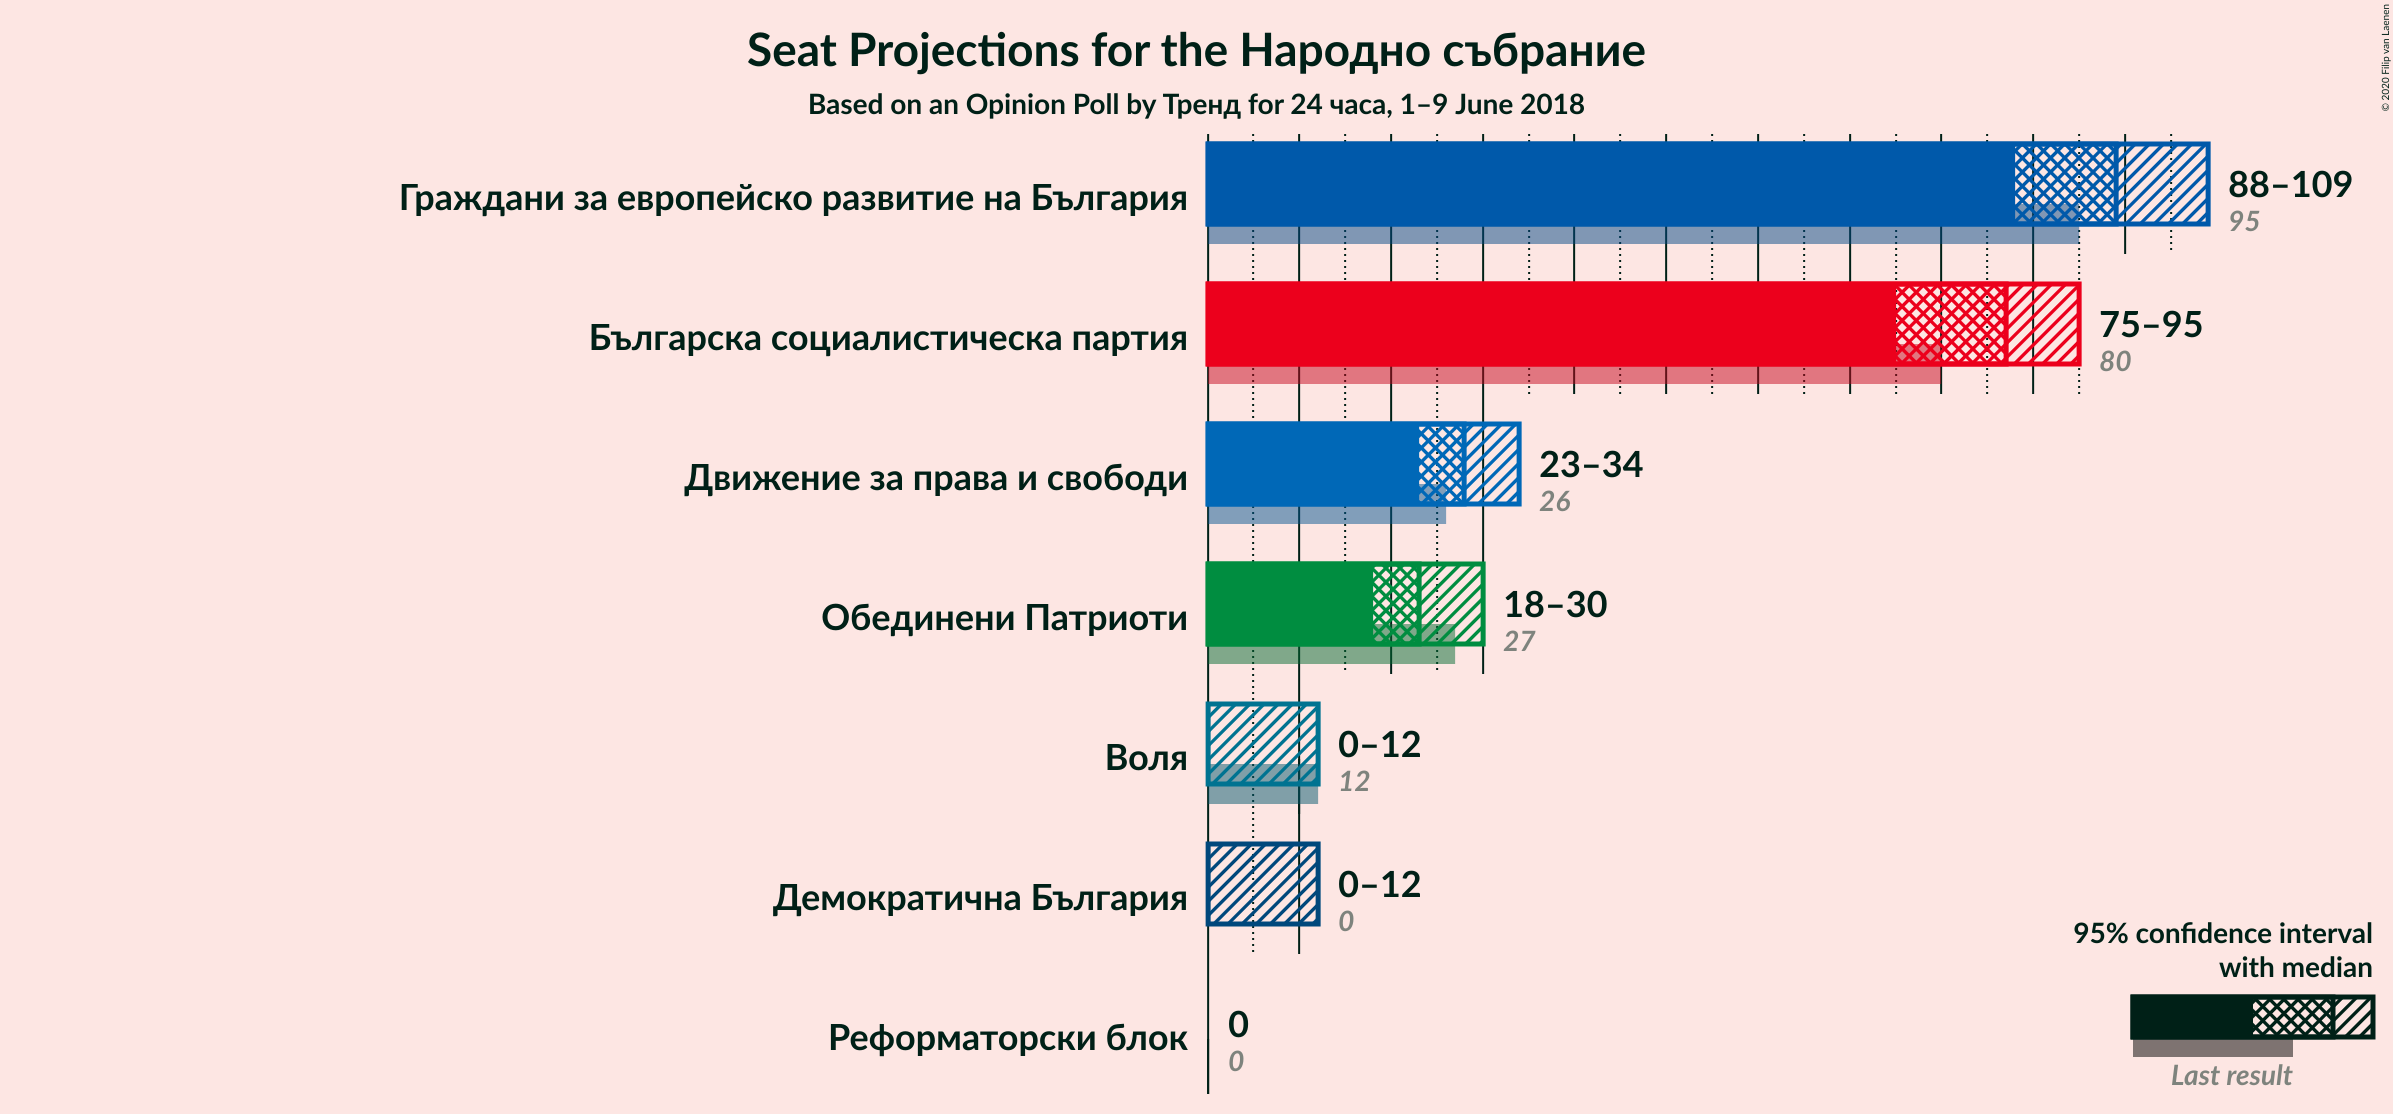 Seat Projections for the Народно събрание
Based on an Opinion Poll by Тренд for 24 часа, 1–9 June 2018
© 2020 Filip van Laenen
Граждани за европейско развитие на България
88–109
95
Българска социалистическа партия
75–95
80
Движение за права и свободи
23–34
26
Обединени Патриоти
18–30
27
Воля
0–12
12
Демократична България
0–12
0
Реформаторски блок
0
0
95% confidence interval
with median
Last result